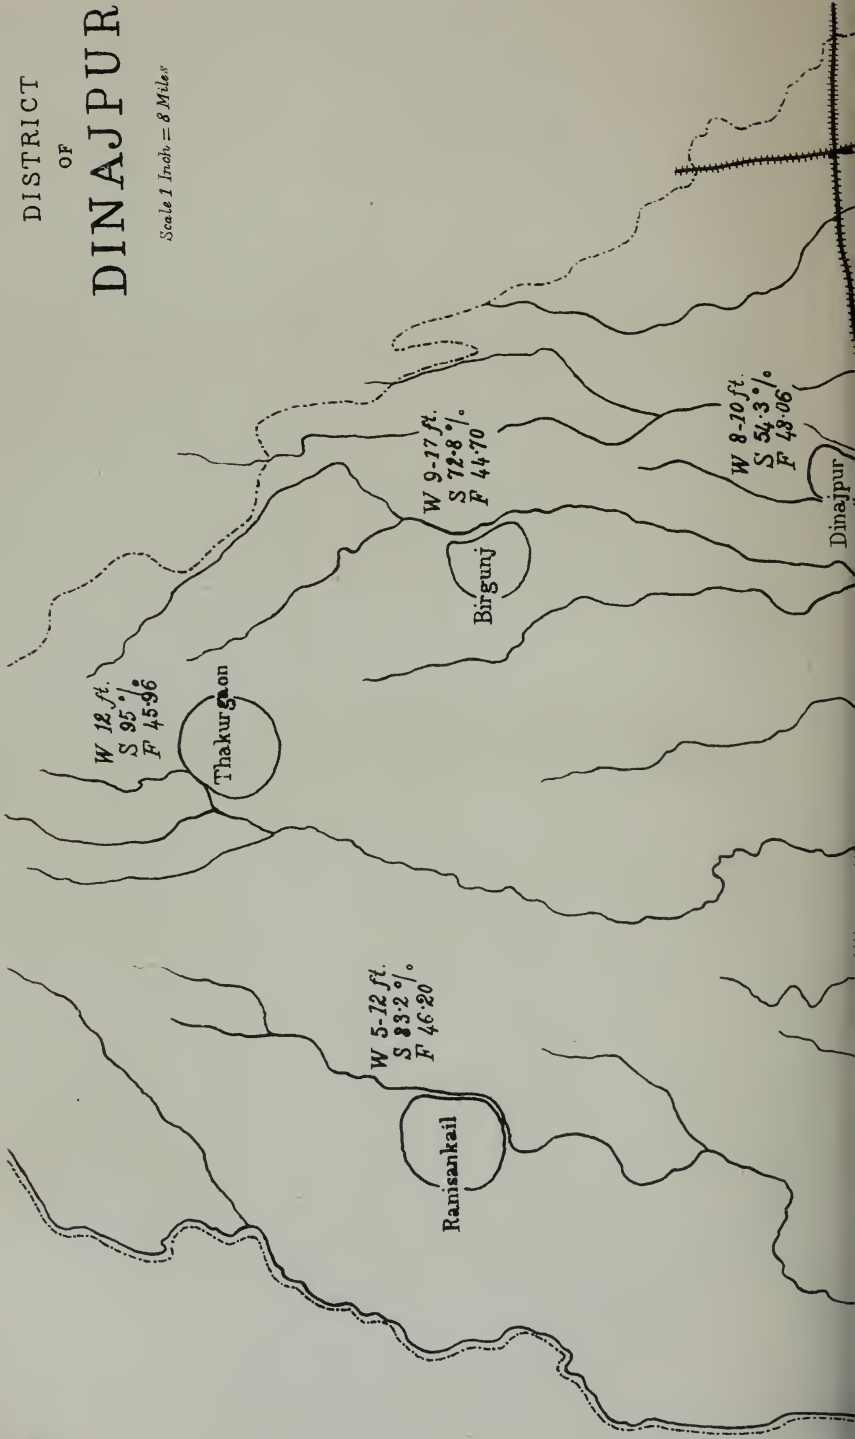 DISTRICT
OF
DINAJPUR
Scale 1 Inch = 8 Miles
W 12 ft.
S 95 %
F 45·96
Thakurgaon
W 9-17 ft.
S 72·8 %
F 44·70
Birgunj
W 5-12 ft.
S 83·2 %
F 46·20
Ranisankail
W 8-10 ft.
S 54·3 %
F 48·06
Dinajpur